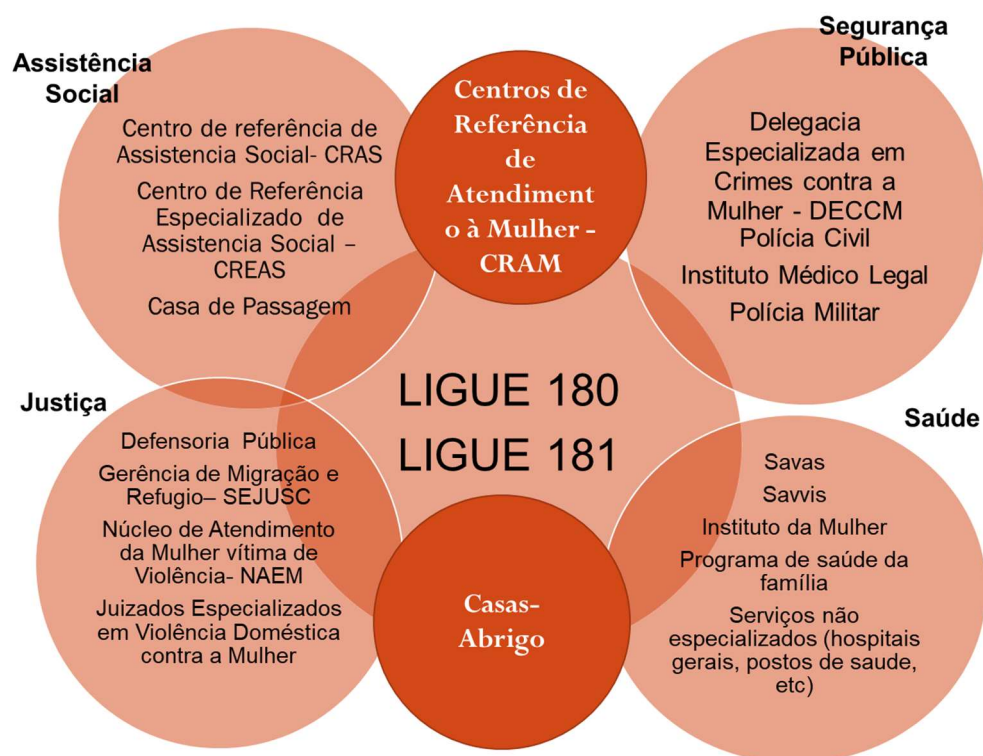 Assistência
Social
Centro de referência de
Assistencia Social- CRAS
Centro de Referência
Especializado de
Assistencia Social –
CREAS
Casa de Passagem
Centros de
Referência
de
Atendiment
o à Mulher -
CRAM
Segurança
Pública
Delegacia
Especializada em
Crimes contra a
Mulher - DECCM
Polícia Civil
Instituto Médico Legal
Polícia Militar
LIGUE 180
LIGUE 181
Justiça
Defensoria Pública
Gerência de Migração e
Refugio– SEJUSC
Núcleo de Atendimento
da Mulher vítima de
Violência- NAEM
Juizados Especializados
em Violência Doméstica
contra a Mulher
Casas-
Abrigo
Saúde
Savas
Savvis
Instituto da Mulher
Programa de saúde da
família
Serviços não
especializados (hospitais
gerais, postos de saude,
etc)